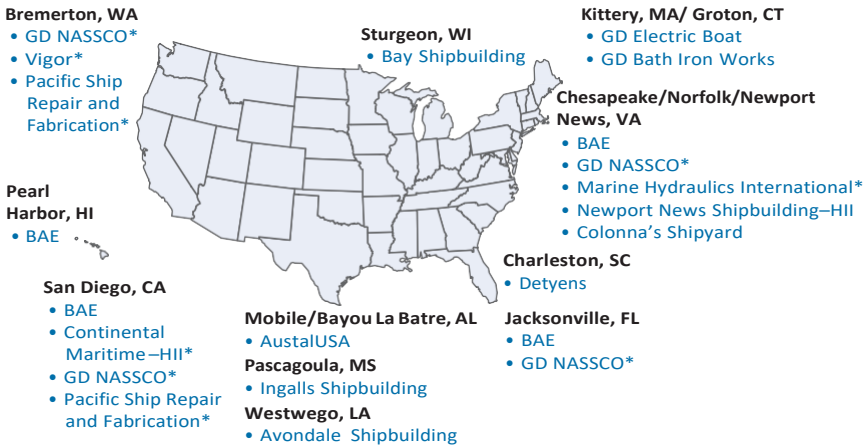 Bremerton, WA
• GD NASSCO*
• Vigor*
• Pacific Ship
Repair and
Fabrication*
Sturgeon, WI
• Bay Shipbuilding
Kittery, MA/ Groton, CT
• GD Electric Boat
• GD Bath Iron Works
Chesapeake/Norfolk/Newport
News, VA
• BAE
• GD NASSCO*
• Marine Hydraulics International*
• Newport News Shipbuilding–HII
• Colonna’s Shipyard
Pearl
Harbor, HI
• BAE
San Diego, CA
• BAE
• Continental
Maritime–HII*
• GD NASSCO*
• Pacific Ship Repair
and Fabrication*
Mobile/Bayou La Batre, AL
• AustalUSA
Pascagoula, MS
• Ingalls Shipbuilding
Westwego, LA
• Avondale Shipbuilding
Charleston, SC
• Detyens
Jacksonville, FL
• BAE
• GD NASSCO*